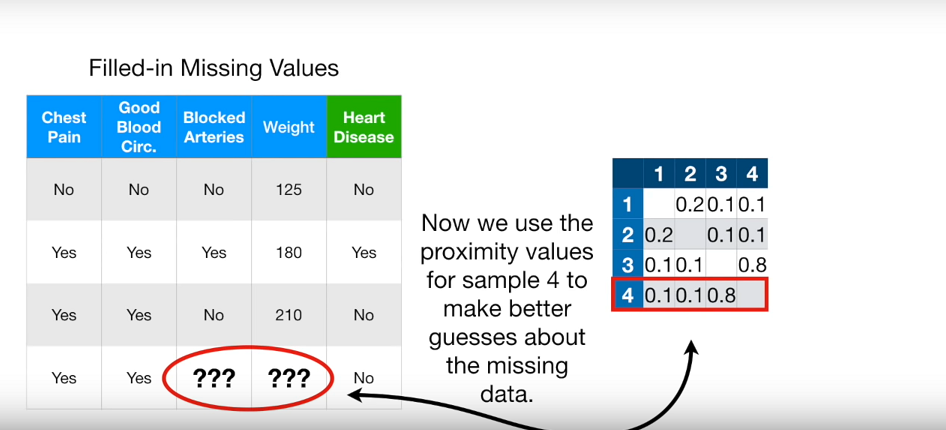 Filled-in Missing Values
Chest Pain Good Blood Circ. Blocked Arteries Weight Heart Disease
No No No 125 No
Yes Yes Yes 180 Yes
Yes Yes No 210 No
Yes Yes ??? ??? No
Now we use the
proximity values
for sample 4 to
make better
guesses about
the missing
data.
1 2 3 4
1 0.2 0.1 0.1
2 0.2 0.1 0.1
3 0.1 0.1 0.8
4 0.1 0.1 0.8